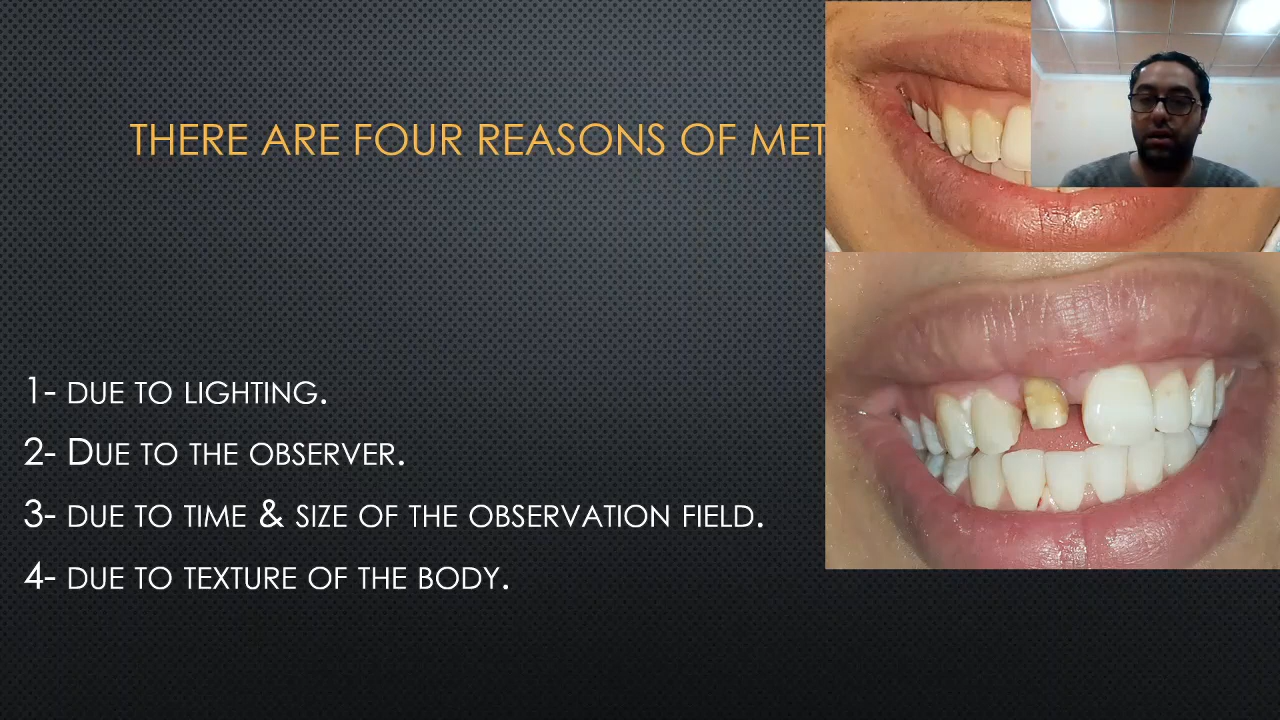 THERE ARE FOUR REASONS OF MET
1- DUE TO LIGHTING.
2- DUE TO THE OBSERVER.
3- DUE TO TIME & SIZE OF THE OBSERVATION FIELD.
4- DUE TO TEXTURE OF THE BODY.